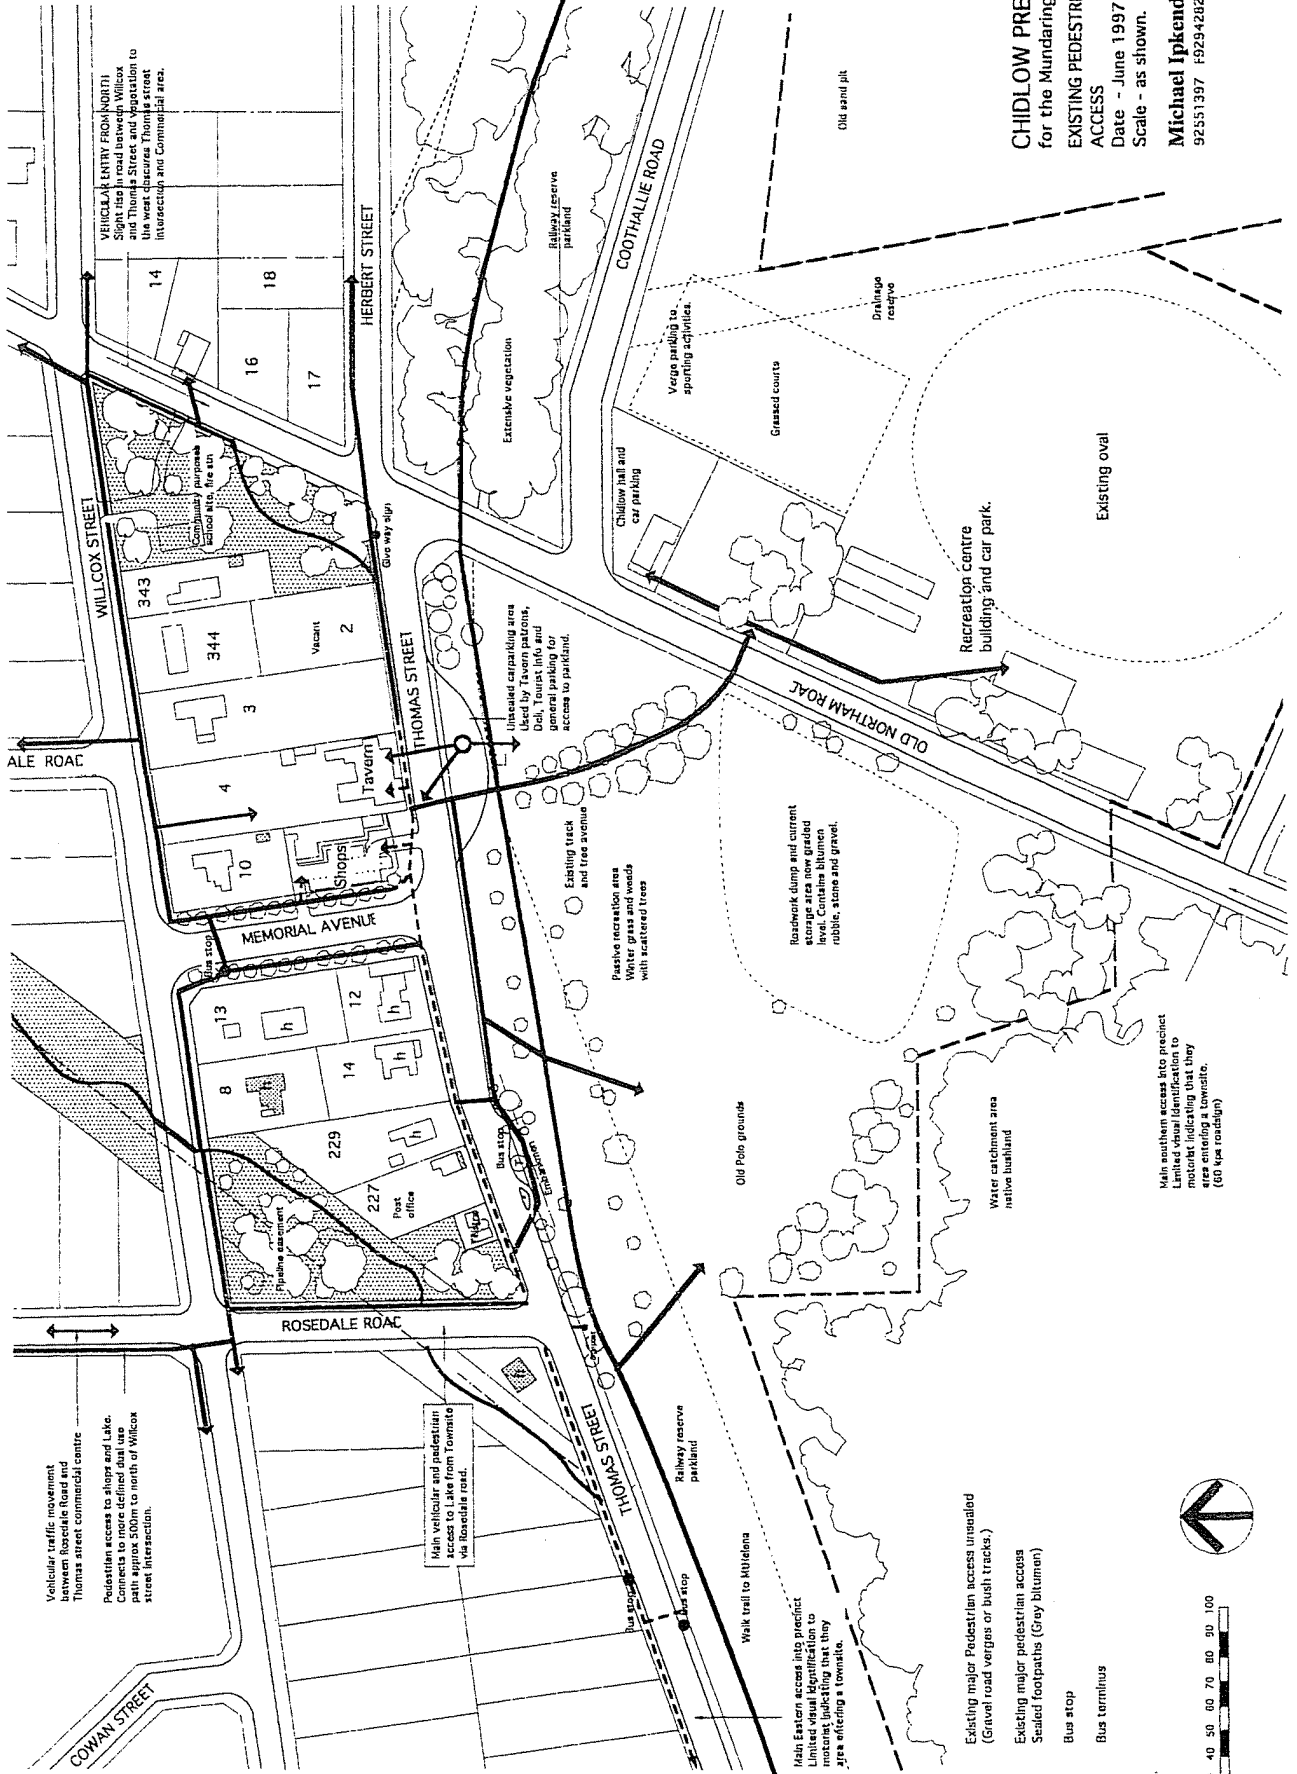 CHIDLOW PRE
for the Mundaring
EXISTING PEDESTRI
ACCESS
Date - June 1997
Scale - as shown.
Michael Ipkend
92551397 F9294282
VEHICULAR ENTRY FROM NORTH
Slight rise in road between Willcox
and Thomas Street and vegetation to
the west obscures Thomas street
intersection and Commercial area.
14
18
16
17
HERBERT STREET
COOTHALLIE ROAD
Old sand pit
Railway reserve
parkland
Extensive vegetation
Verge parking to
sporting activities.
Drainage
reserve
Grassed courts
Chidlow hall and
car parking
Existing oval
Recreation centre
building and car park.
WILLCOX STREET
Community purposes
school site, fire stn
Give way sign
343
344
Vacant
2
3
4
Tavern
10
Shops
THOMAS STREET
Unsealed carparking area
Used by Tavern patrons,
Deli, Tourist Info and
general parking for
access to parkland.
OLD NORTHAM ROAD
ALE ROAD
MEMORIAL AVENUE
Bus stop
Existing track
and tree avenue
Passive recreation area
Winter grass and weeds
with scattered trees
Roadwork dump and current
storage area now graded
level. Contains bitumen
rubble, stone and gravel.
13
h
12
h
8
h
14
h
229
h
227
Post
office
Pipeline easement
Bus stop
Embankment
Old Polo grounds
Water catchment area
native bushland
Main southern access into precinct
Limited visual identification to
motorist indicating that they
area entering a townsite.
(60 kps roadsign)
ROSEDALE ROAD
h
Vehicular traffic movement
between Rosedale Road and
Thomas street commercial centre
Pedestrian access to shops and Lake.
Connects to more defined dual use
path approx 500m to north of Willcox
street intersection.
Main vehicular and pedestrian
access to Lake from Townsite
via Rosedale road.
THOMAS STREET
Railway reserve
parkland
Bus stop
Bus stop
Walk trail to Mt Helena
COWAN STREET
Main Eastern access into precinct
Limited visual identification to
motorist indicating that they
area entering a townsite.
Existing major Pedestrian access unsealed
(Gravel road verges or bush tracks.)
Existing major pedestrian access
Sealed footpaths (Grey bitumen)
Bus stop
Bus terminus
40 50 60 70 80 90 100